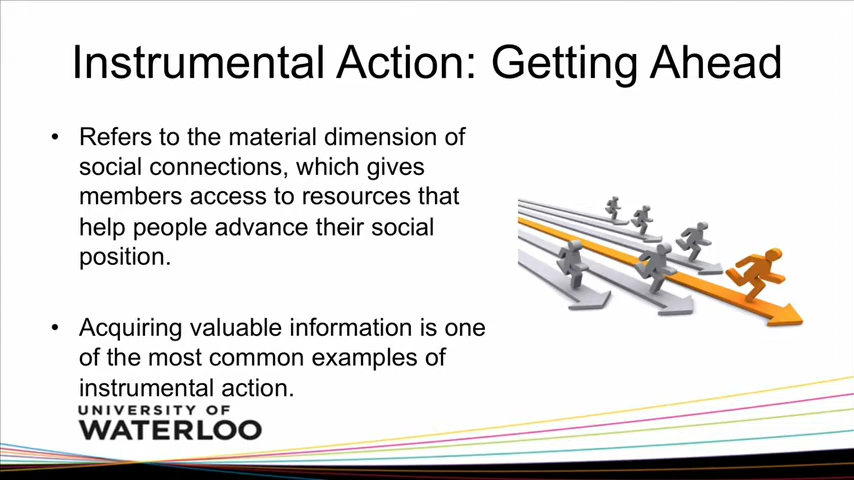 Instrumental Action: Getting Ahead
• Refers to the material dimension of
social connections, which gives
members access to resources that
help people advance their social
position.
• Acquiring valuable information is one
of the most common examples of
instrumental action.
UNIVERSITY OF
WATERLOO